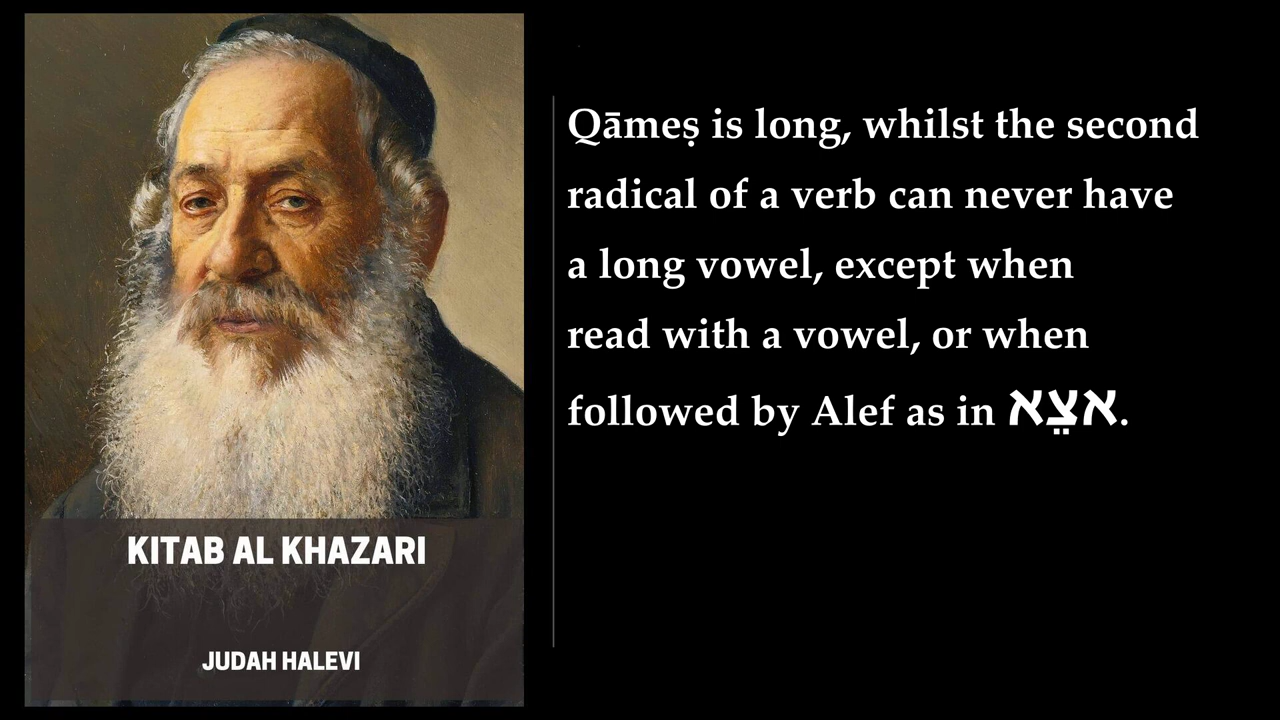 Qāmeṣ is long, whilst the second
radical of a verb can never have
a long vowel, except when
read with a vowel, or when
followed by Alef as in אצֵא.
KITAB AL KHAZARI
JUDAH HALEVI